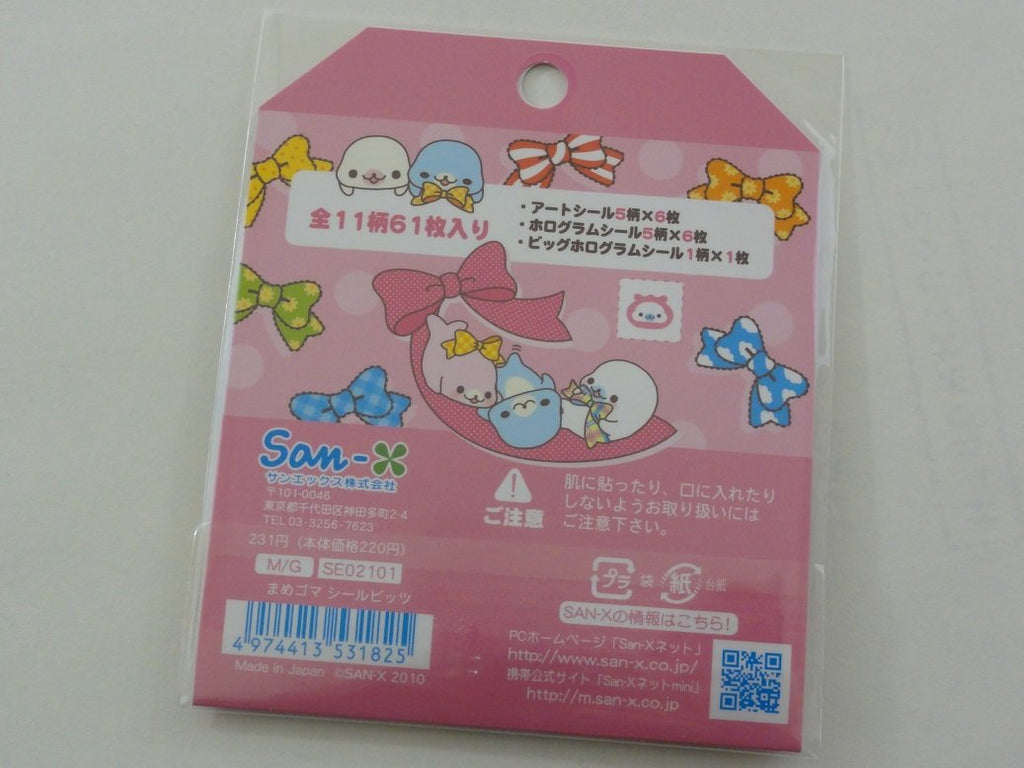 全11柄61枚入り
・アートシール5柄×6枚
・ホログラムシール5柄×6枚
・ビッグホログラムシール1柄×1枚
San-X
サンエックス株式会社
〒101-0046
東京都千代田区神田多町2-4
TEL 03-3256-7623
231円（本体価格220円）
M/G SE02101
まめゴマ シールビッツ
4 974413 531825
Made in Japan ©SAN-X 2010
ご注意
肌に貼ったり、口に入れたり
しないようお取り扱いには
ご注意下さい。
プラ 袋 紙 台紙
SAN-Xの情報はこちら!
PCホームページ「San-Xネット」
http://www.san-x.co.jp/
携帯公式サイト「San-Xネットmini」
http://m.san-x.co.jp